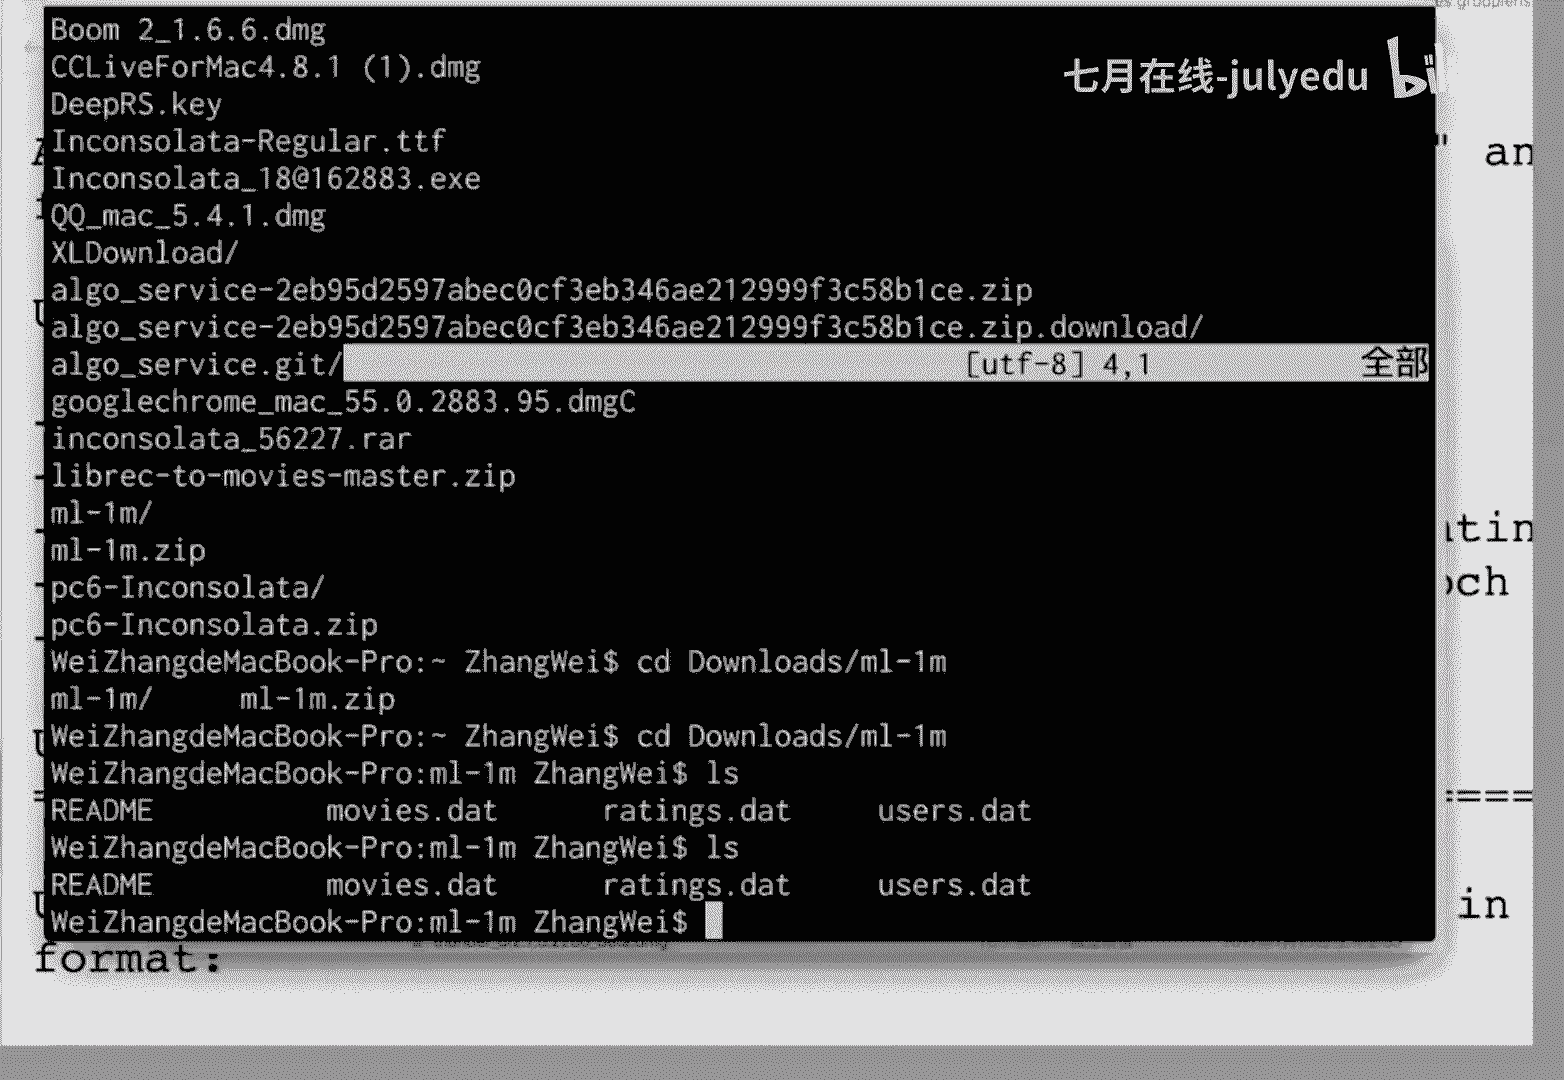 Boom 2_1.6.6.dmg
CCLiveForMac4.8.1 (1).dmg
七月在线-julyedu bi
DeepRS.key
Inconsolata-Regular.ttf
" an
Inconsolata_18@162883.exe
QQ_mac_5.4.1.dmg
XLDownload/
algo_service-2eb95d2597abec0cf3eb346ae212999f3c58b1ce.zip
algo_service-2eb95d2597abec0cf3eb346ae212999f3c58b1ce.zip.download/
algo_service.git/ [utf-8] 4,1 全部
googlechrome_mac_55.0.2883.95.dmgC
inconsolata_56227.rar
librec-to-movies-master.zip
ml-1m/
atin
ml-1m.zip
pc6-Inconsolata/
och
pc6-Inconsolata.zip
WeiZhangdeMacBook-Pro:~ ZhangWei$ cd Downloads/ml-1m
ml-1m/ ml-1m.zip
WeiZhangdeMacBook-Pro:~ ZhangWei$ cd Downloads/ml-1m
WeiZhangdeMacBook-Pro:ml-1m ZhangWei$ ls
README movies.dat ratings.dat users.dat
====
WeiZhangdeMacBook-Pro:ml-1m ZhangWei$ ls
README movies.dat ratings.dat users.dat
in
WeiZhangdeMacBook-Pro:ml-1m ZhangWei$
format: